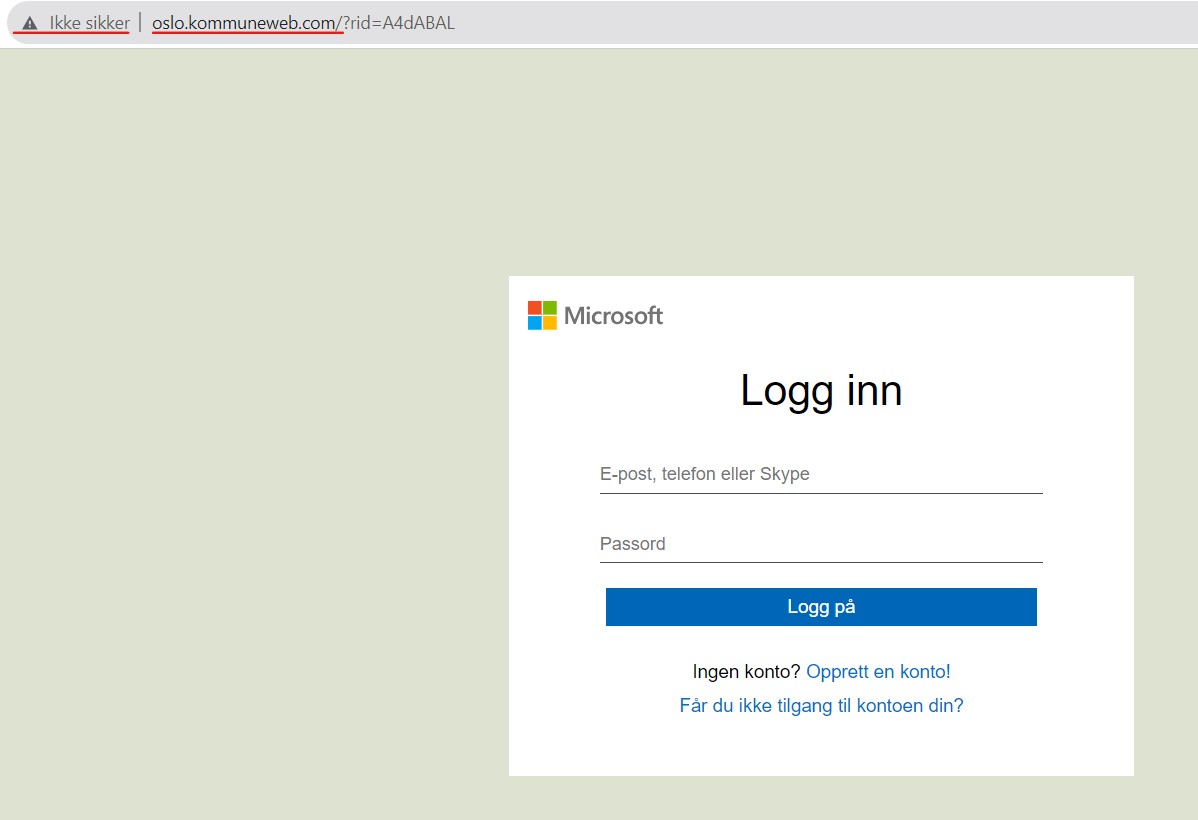 Ikke sikker | oslo.kommuneweb.com/?rid=A4dABAL
Microsoft
Logg inn
E-post, telefon eller Skype
Passord
Logg på
Ingen konto? Opprett en konto!
Får du ikke tilgang til kontoen din?